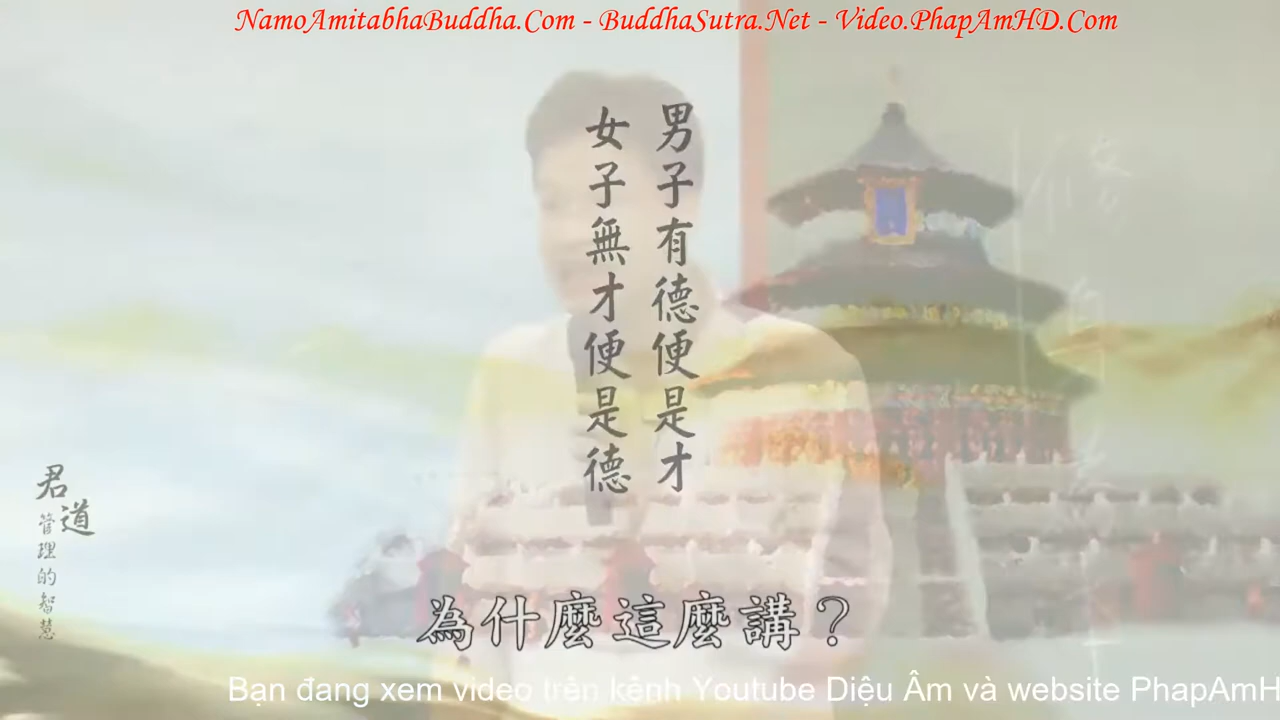 NamoAmitabhaBuddha.Com - BuddhaSutra.Net - Video.PhapAmHD.Com
男子有德便是才
女子無才便是德
君道
管理的智慧
為什麼這麼講？
Bạn đang xem video trên kênh Youtube Diệu Âm và website PhapAmH